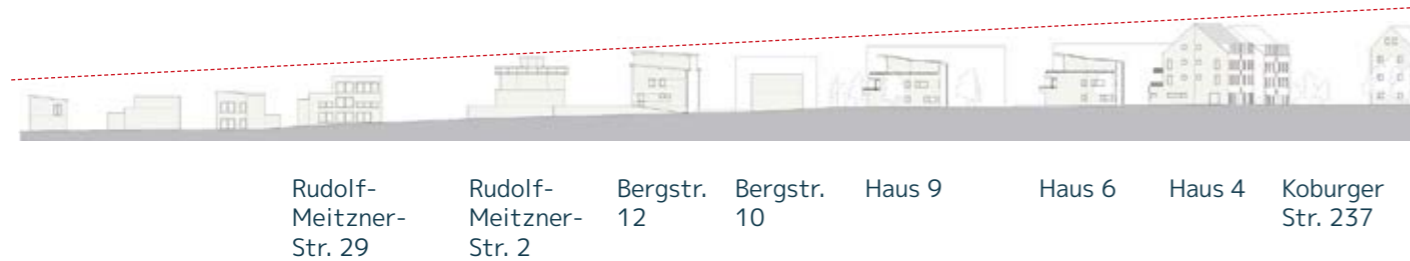 Rudolf-
Meitzner-
Str. 29
Rudolf-
Meitzner-
Str. 2
Bergstr.
12
Bergstr.
10
Haus 9
Haus 6
Haus 4
Koburger
Str. 237